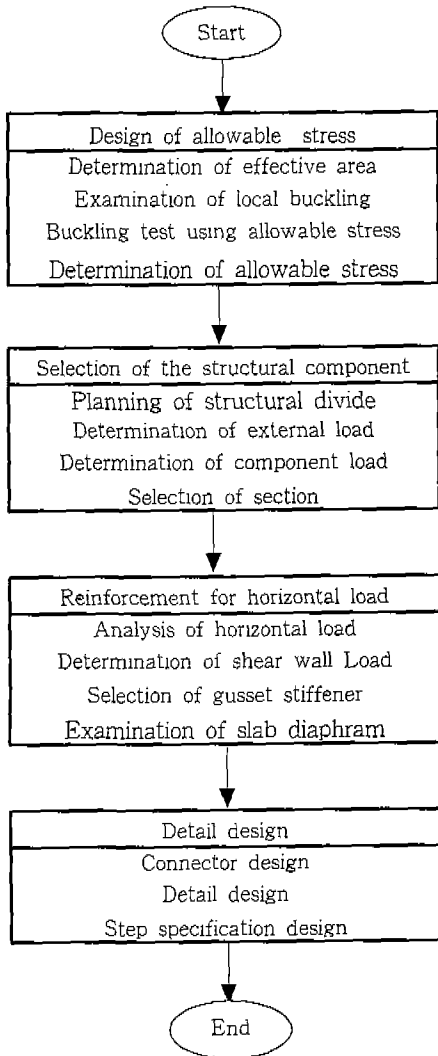 Start
Design of allowable stress
Determination of effective area
Examination of local buckling
Buckling test using allowable stress
Determination of allowable stress
Selection of the structural component
Planning of structural divide
Determination of external load
Determination of component load
Selection of section
Reinforcement for horizontal load
Analysis of horizontal load
Determination of shear wall Load
Selection of gusset stiffener
Examination of slab diaphram
Detail design
Connector design
Detail design
Step specification design
End